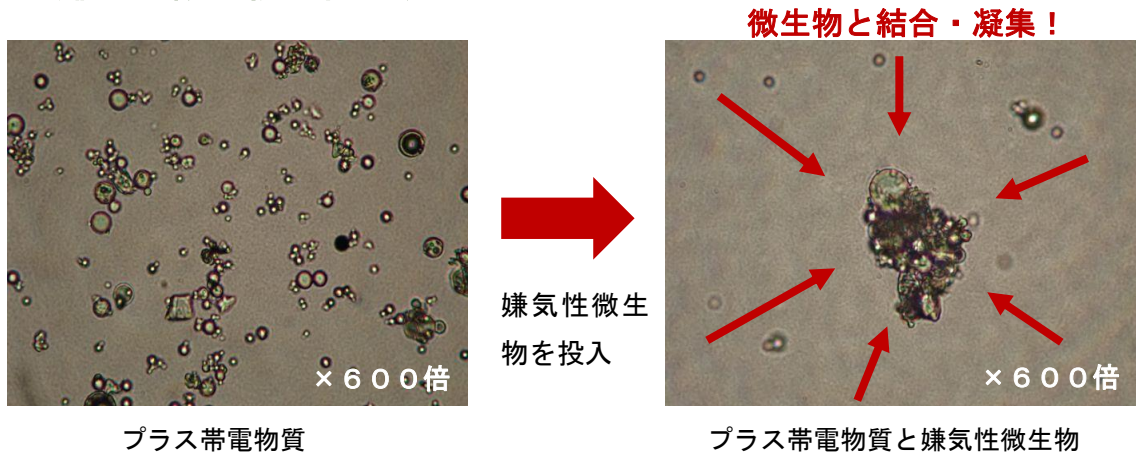 微生物と結合・凝集！
×６００倍
嫌気性微生
物を投入
×６００倍
プラス帯電物質
プラス帯電物質と嫌気性微生物